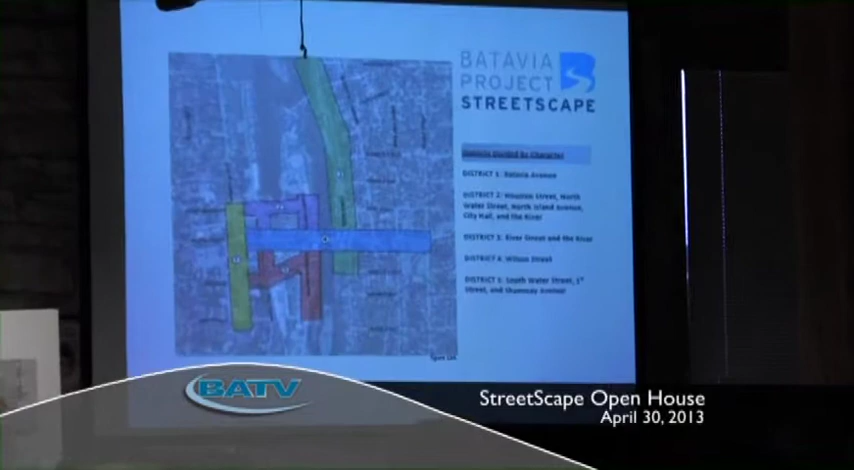 BATAVIA
PROJECT
STREETSCAPE
Districts Divided by Character
DISTRICT 1: Batavia Avenue
DISTRICT 2: Houston Street, North
Water Street, North Island Avenue,
City Hall, and the River
DISTRICT 3: River Street and the River
DISTRICT 4: Wilson Street
DISTRICT 5: South Water Street, 1st
Street, and Shumway Avenue
BATV
StreetScape Open House
April 30, 2013